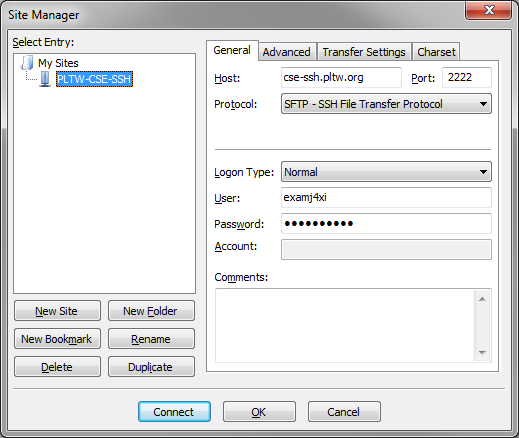 Site Manager
Select Entry:
My Sites
PLTW-CSE-SSH
New Site
New Folder
New Bookmark
Rename
Delete
Duplicate
General
Advanced
Transfer Settings
Charset
Host:
cse-ssh.pltw.org
Port:
2222
Protocol:
SFTP - SSH File Transfer Protocol
Logon Type:
Normal
User:
examj4xi
Password:
●●●●●●●●●●
Account:
Comments:
Connect
OK
Cancel